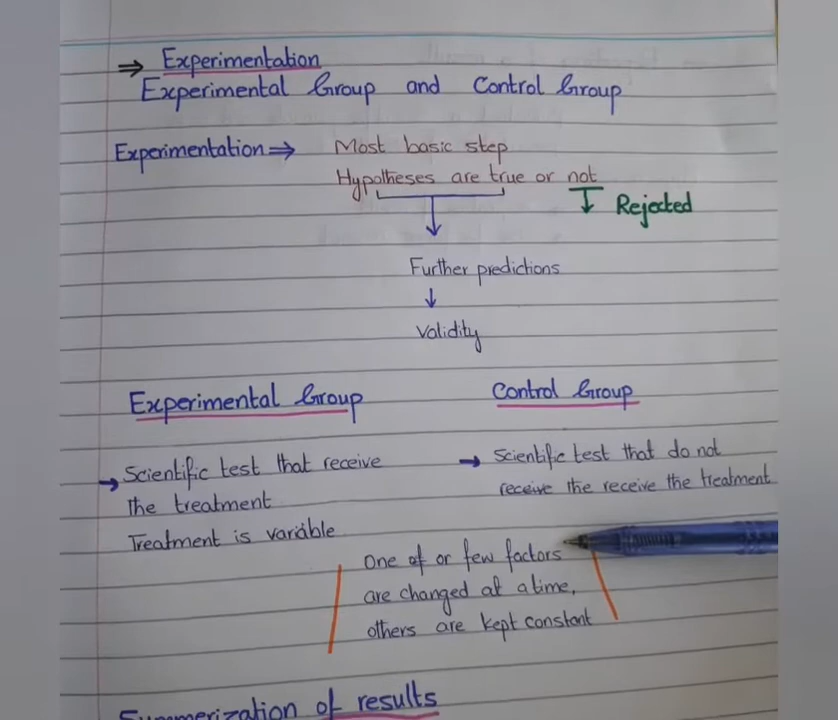 ⇒ Experimentation
Experimental Group and Control Group
Experimentation ⇒ Most basic step
Hypotheses are true or not
↓ Rejected
↓
Further predictions
↓
Validity
Experimental Group
→ Scientific test that receive
the treatment
Treatment is variable
Control Group
→ Scientific test that do not
receive the receive the treatment
One of or few factors
are changed at a time,
others are kept constant
Summerization of results